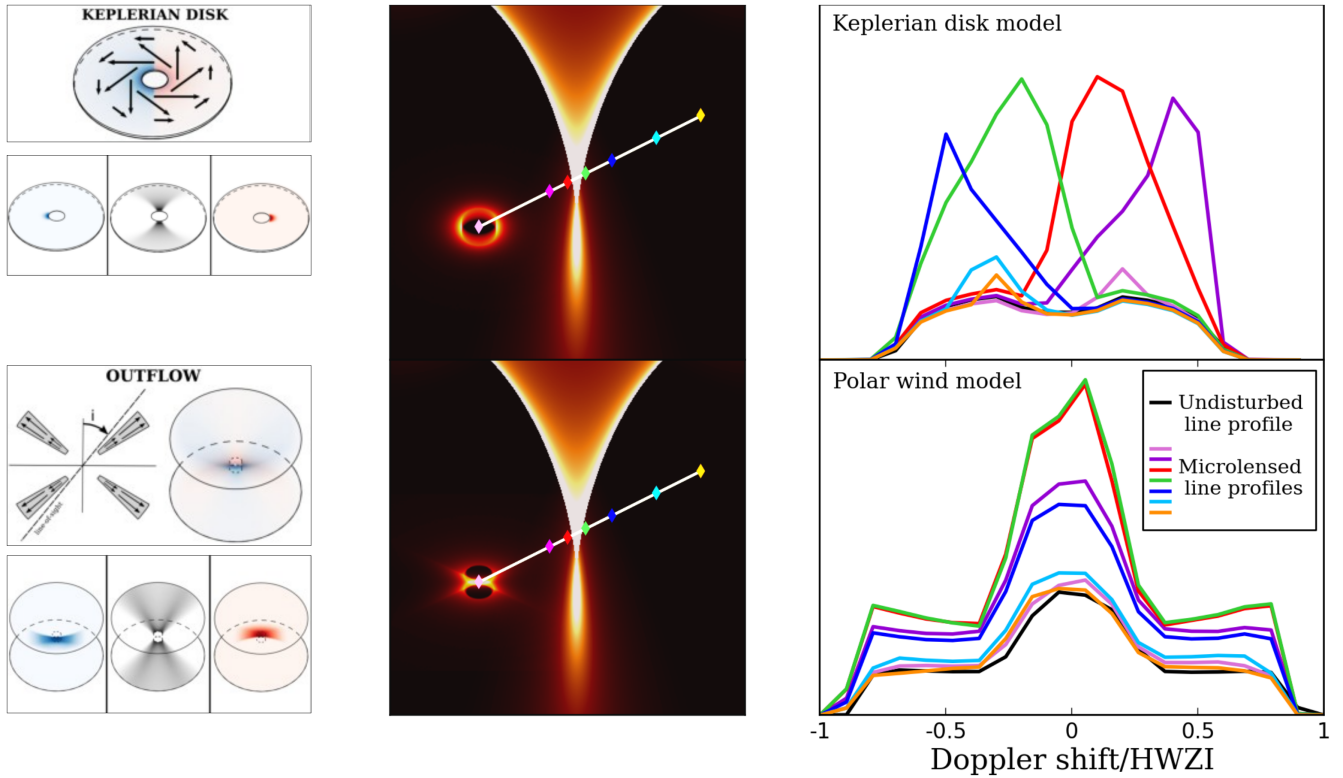 KEPLERIAN DISK
Keplerian disk model
OUTFLOW
i
line-of-sight
Polar wind model
Undisturbed
line profile
Microlensed
line profiles
-1
-0.5
0
0.5
1
Doppler shift/HWZI